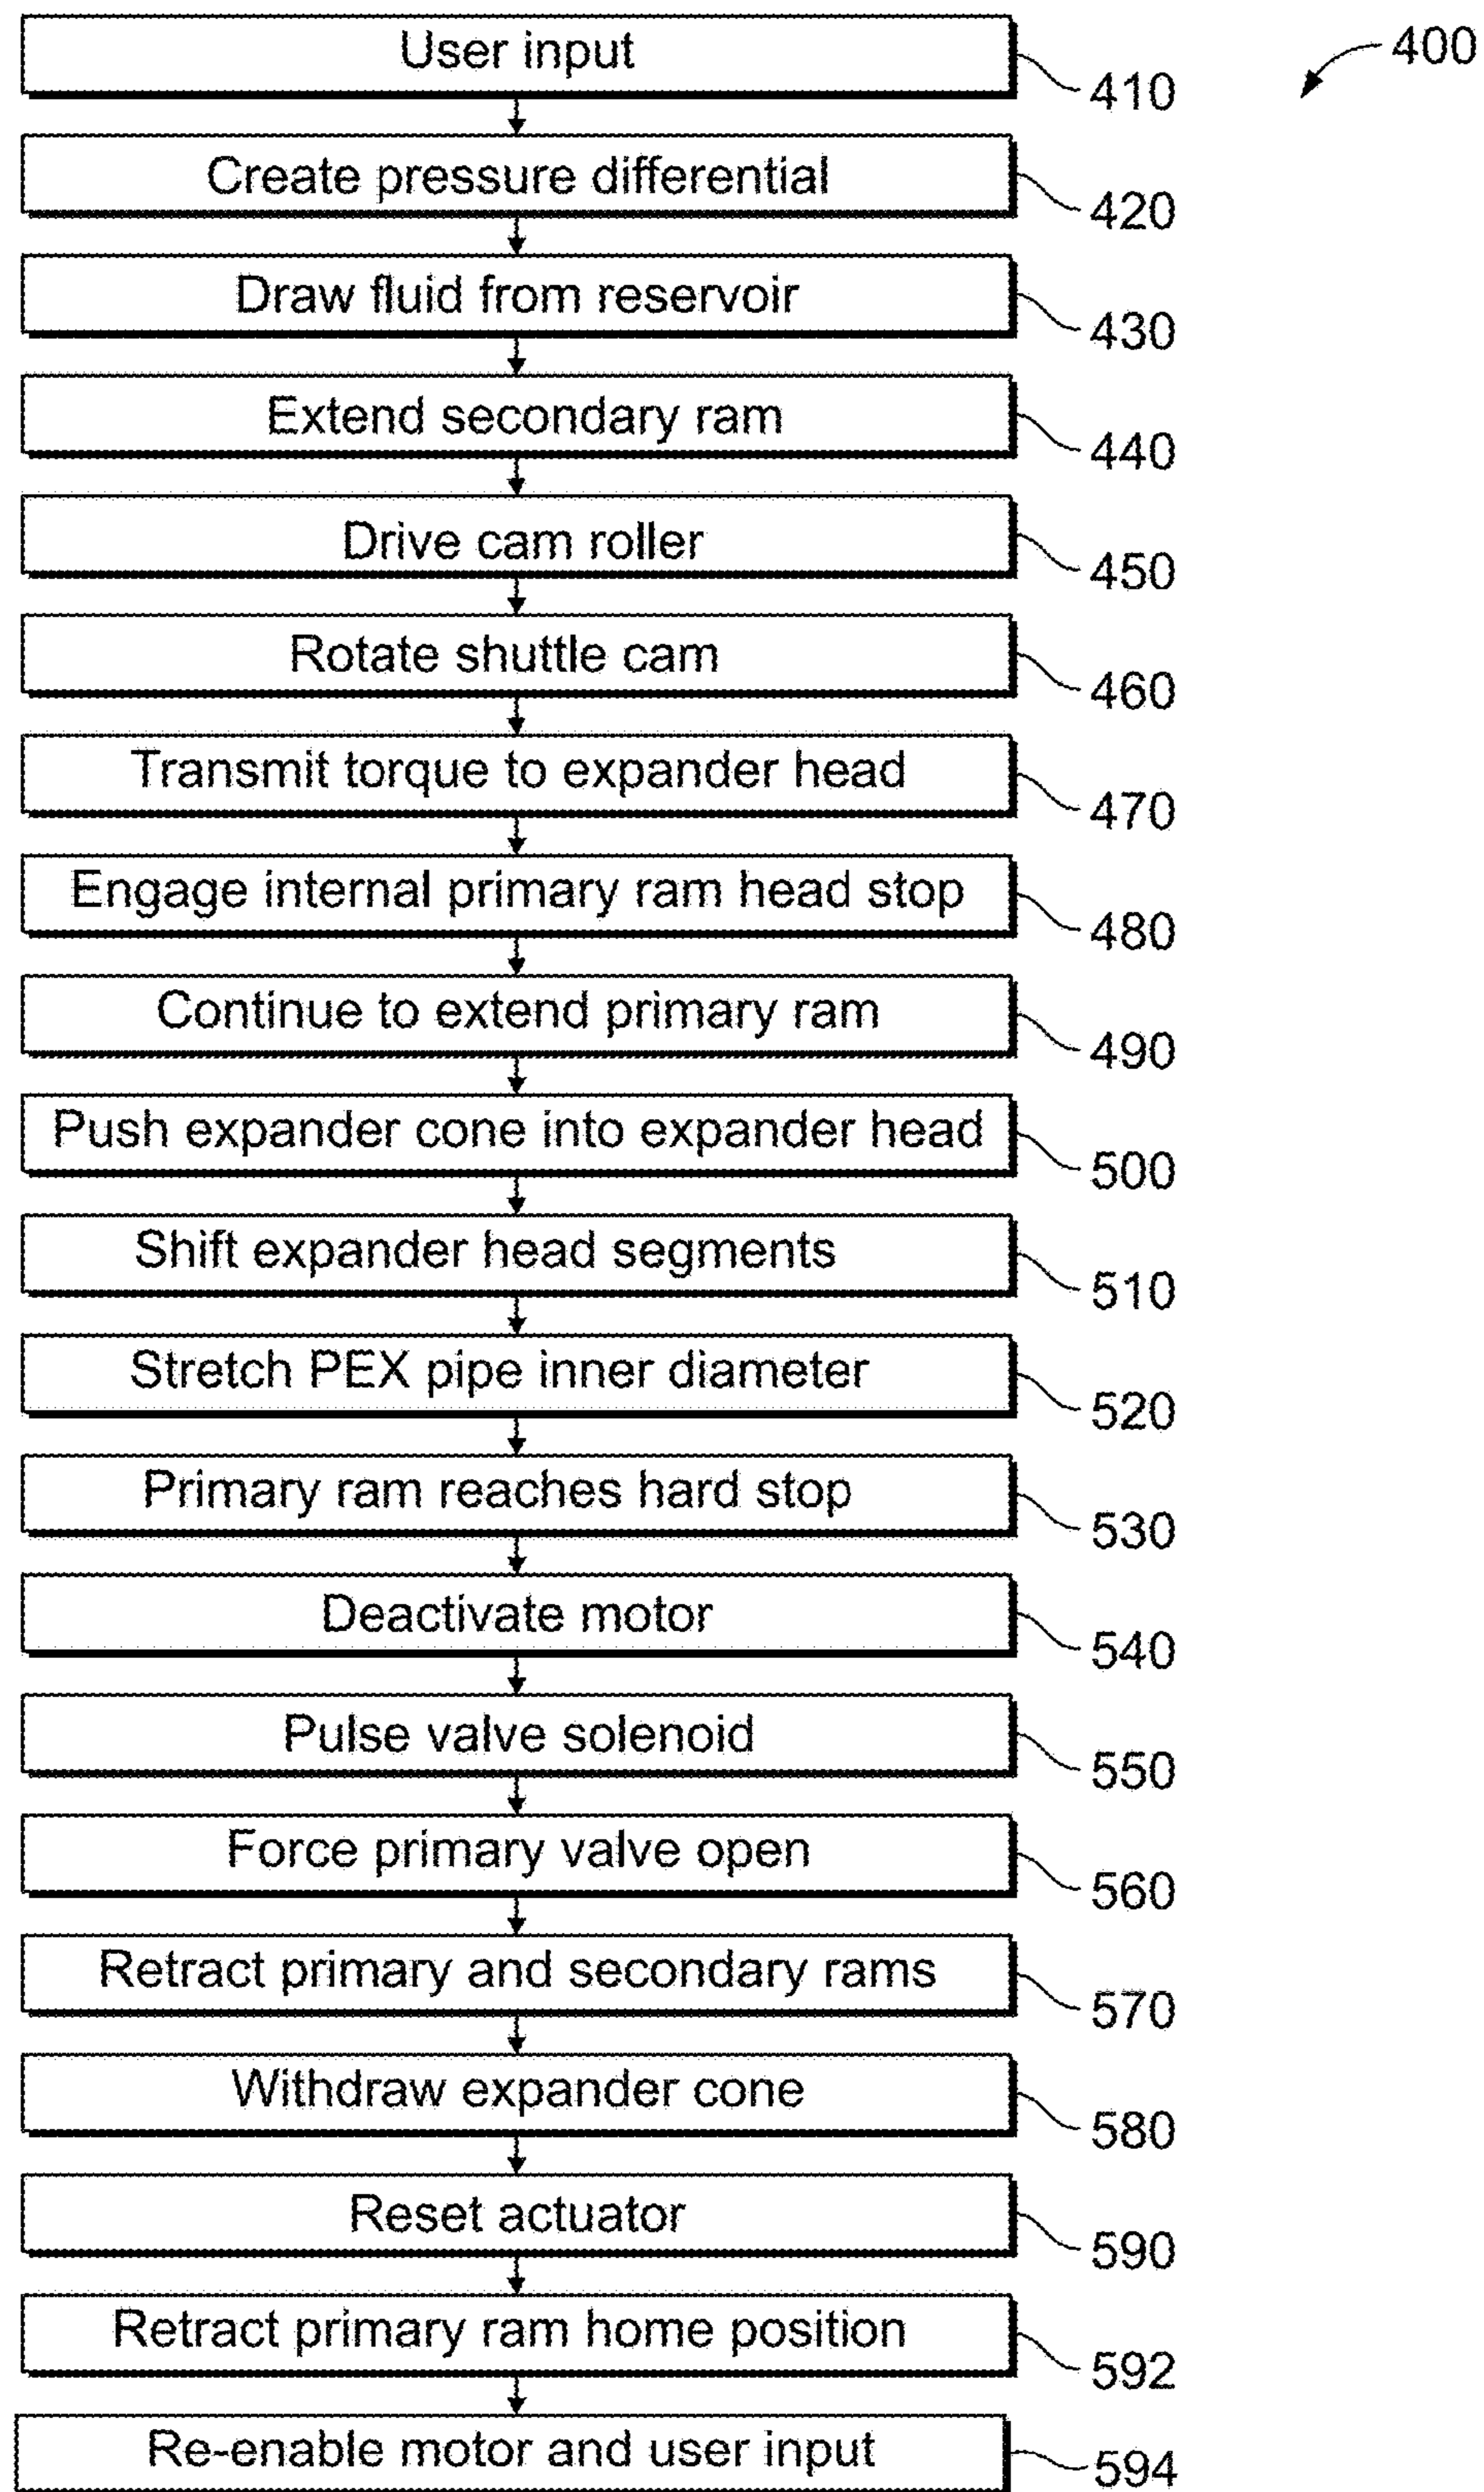 User input
400
410
Create pressure differential
420
Draw fluid from reservoir
430
Extend secondary ram
440
Drive cam roller
450
Rotate shuttle cam
460
Transmit torque to expander head
470
Engage internal primary ram head stop
480
Continue to extend primary ram
490
Push expander cone into expander head
500
Shift expander head segments
510
Stretch PEX pipe inner diameter
520
Primary ram reaches hard stop
530
Deactivate motor
540
Pulse valve solenoid
550
Force primary valve open
560
Retract primary and secondary rams
570
Withdraw expander cone
580
Reset actuator
590
Retract primary ram home position
592
Re-enable motor and user input
594